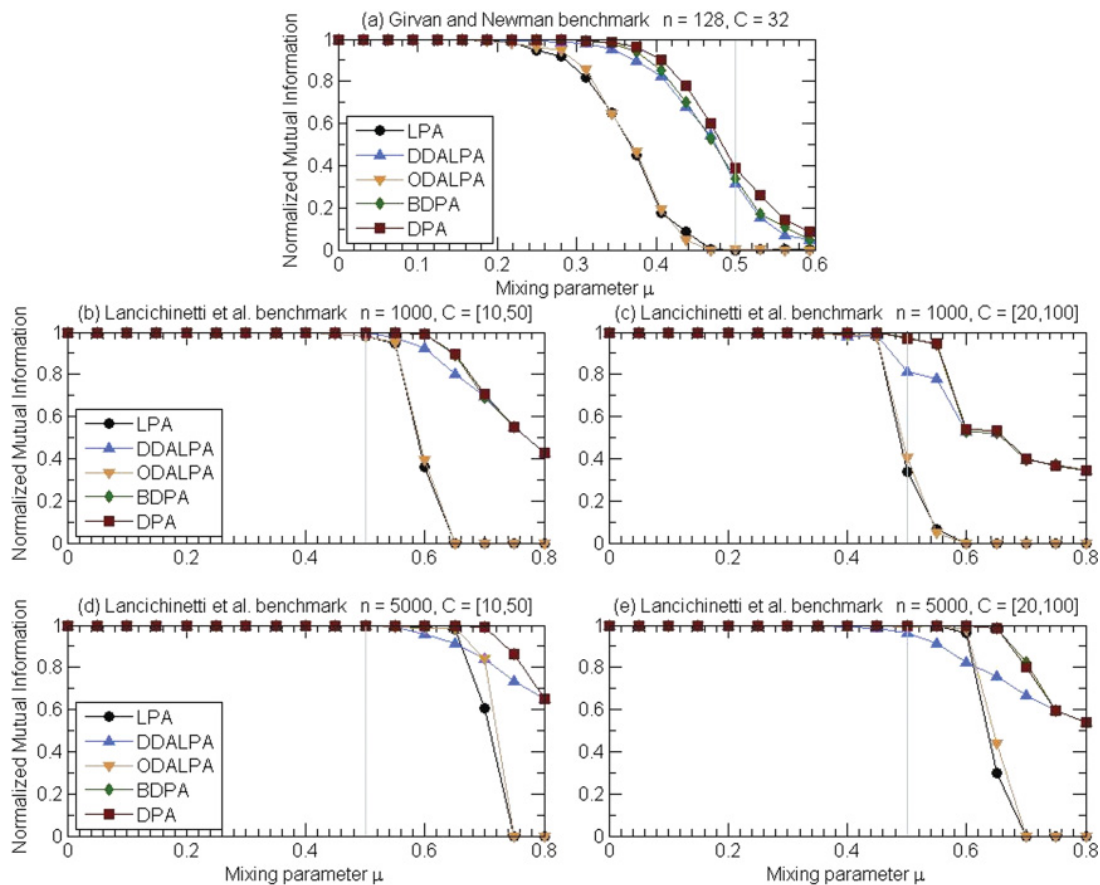 (a) Girvan and Newman benchmark n = 128, C = 32
Normalized Mutual Information
1
0.8
0.6
0.4
0.2
0
LPA
DDALPA
ODALPA
BDPA
DPA
0 0.1 0.2 0.3 0.4 0.5 0.6
Mixing parameter μ
(b) Lancichinetti et al. benchmark n = 1000, C = [10,50]
Normalized Mutual Information
1
0.8
0.6
0.4
0.2
0
LPA
DDALPA
ODALPA
BDPA
DPA
0 0.2 0.4 0.6 0.8
(c) Lancichinetti et al. benchmark n = 1000, C = [20,100]
1
0.8
0.6
0.4
0.2
0
0 0.2 0.4 0.6 0.8
(d) Lancichinetti et al. benchmark n = 5000, C = [10,50]
Normalized Mutual Information
1
0.8
0.6
0.4
0.2
0
LPA
DDALPA
ODALPA
BDPA
DPA
0 0.2 0.4 0.6 0.8
Mixing parameter μ
(e) Lancichinetti et al. benchmark n = 5000, C = [20,100]
1
0.8
0.6
0.4
0.2
0
0 0.2 0.4 0.6 0.8
Mixing parameter μ